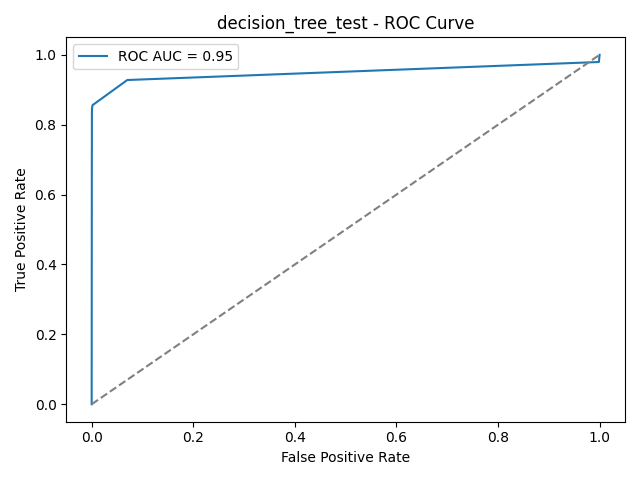 decision_tree_test - ROC Curve
ROC AUC = 0.95
True Positive Rate
1.0
0.8
0.6
0.4
0.2
0.0
0.0 0.2 0.4 0.6 0.8 1.0
False Positive Rate